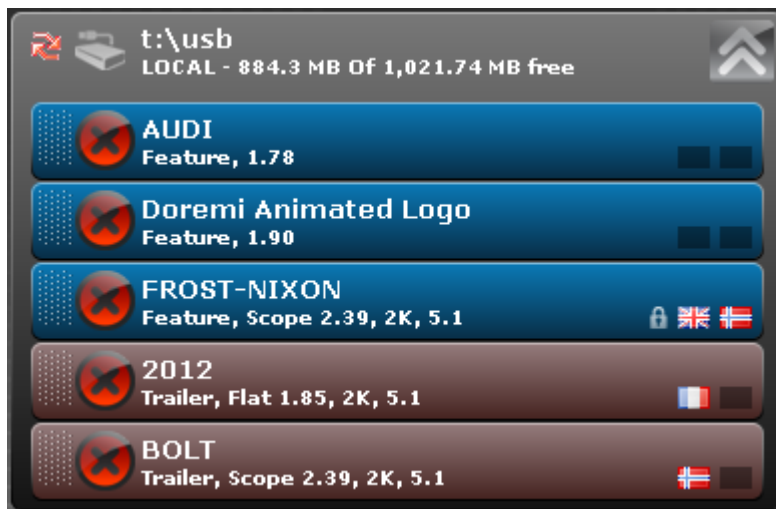 t:\usb
LOCAL - 884.3 MB Of 1,021.74 MB free
AUDI
Feature, 1.78
Doremi Animated Logo
Feature, 1.90
FROST-NIXON
Feature, Scope 2.39, 2K, 5.1
2012
Trailer, Flat 1.85, 2K, 5.1
BOLT
Trailer, Scope 2.39, 2K, 5.1